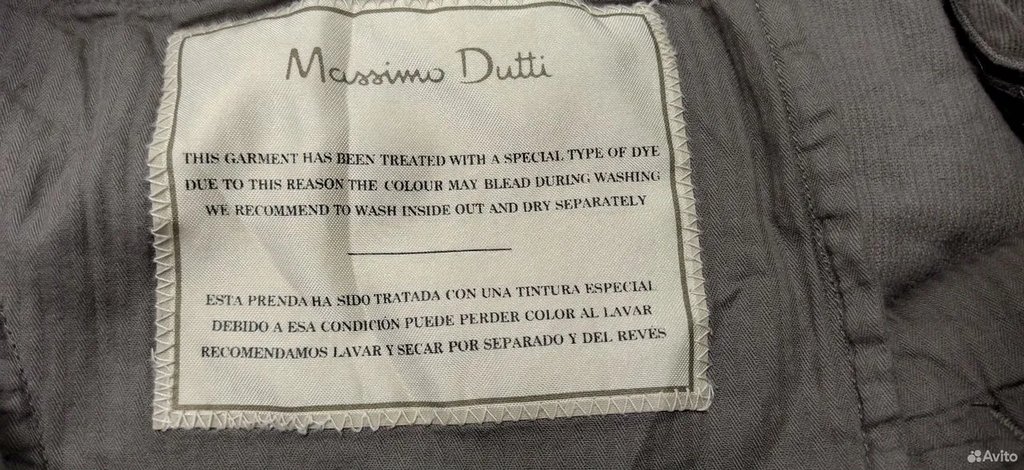 Massimo Dutti
THIS GARMENT HAS BEEN TREATED WITH A SPECIAL TYPE OF DYE
DUE TO THIS REASON THE COLOUR MAY BLEAD DURING WASHING
WE RECOMMEND TO WASH INSIDE OUT AND DRY SEPARATELY
ESTA PRENDA HA SIDO TRATADA CON UNA TINTURA ESPECIAL
DEBIDO A ESA CONDICIÓN PUEDE PERDER COLOR AL LAVAR
RECOMENDAMOS LAVAR Y SECAR POR SEPARADO Y DEL REVÉS
Avito